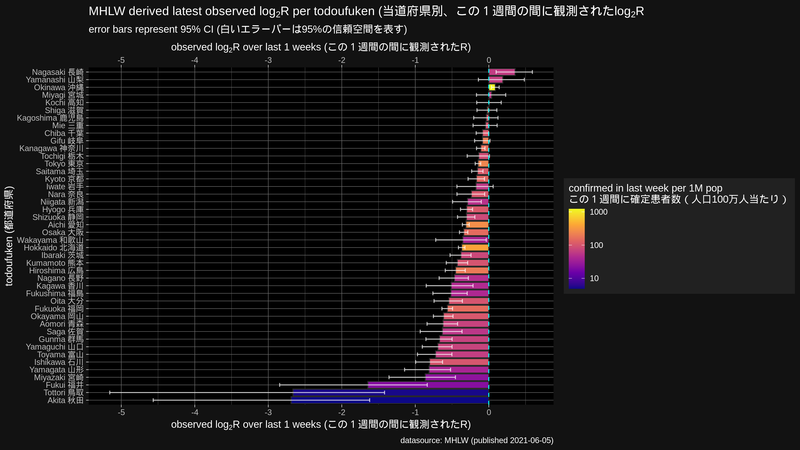 MHLW derived latest observed log₂R per todoufuken (当道府県別、この１週間の間に観測されたlog₂R
error bars represent 95% CI (白いエラーバーは95%の信頼空間を表す)
observed log₂R over last 1 weeks (この１週間の間に観測されたR)
-5 -4 -3 -2 -1 0
todoufuken (都道府県)
Nagasaki 長崎
Yamanashi 山梨
Okinawa 沖縄
Miyagi 宮城
Kochi 高知
Shiga 滋賀
Kagoshima 鹿児島
Mie 三重
Chiba 千葉
Gifu 岐阜
Kanagawa 神奈川
Tochigi 栃木
Tokyo 東京
Saitama 埼玉
Kyoto 京都
Iwate 岩手
Nara 奈良
Niigata 新潟
Hyogo 兵庫
Shizuoka 静岡
Aichi 愛知
Osaka 大阪
Wakayama 和歌山
Hokkaido 北海道
Ibaraki 茨城
Kumamoto 熊本
Hiroshima 広島
Nagano 長野
Kagawa 香川
Fukushima 福島
Oita 大分
Fukuoka 福岡
Okayama 岡山
Aomori 青森
Saga 佐賀
Gunma 群馬
Yamaguchi 山口
Toyama 富山
Ishikawa 石川
Yamagata 山形
Miyazaki 宮崎
Fukui 福井
Tottori 鳥取
Akita 秋田
-5 -4 -3 -2 -1 0
observed log₂R over last 1 weeks (この１週間の間に観測されたR)
confirmed in last week per 1M pop
この１週間に確定患者数（人口100万人当たり）
1000
100
10
datasource: MHLW (published 2021-06-05)